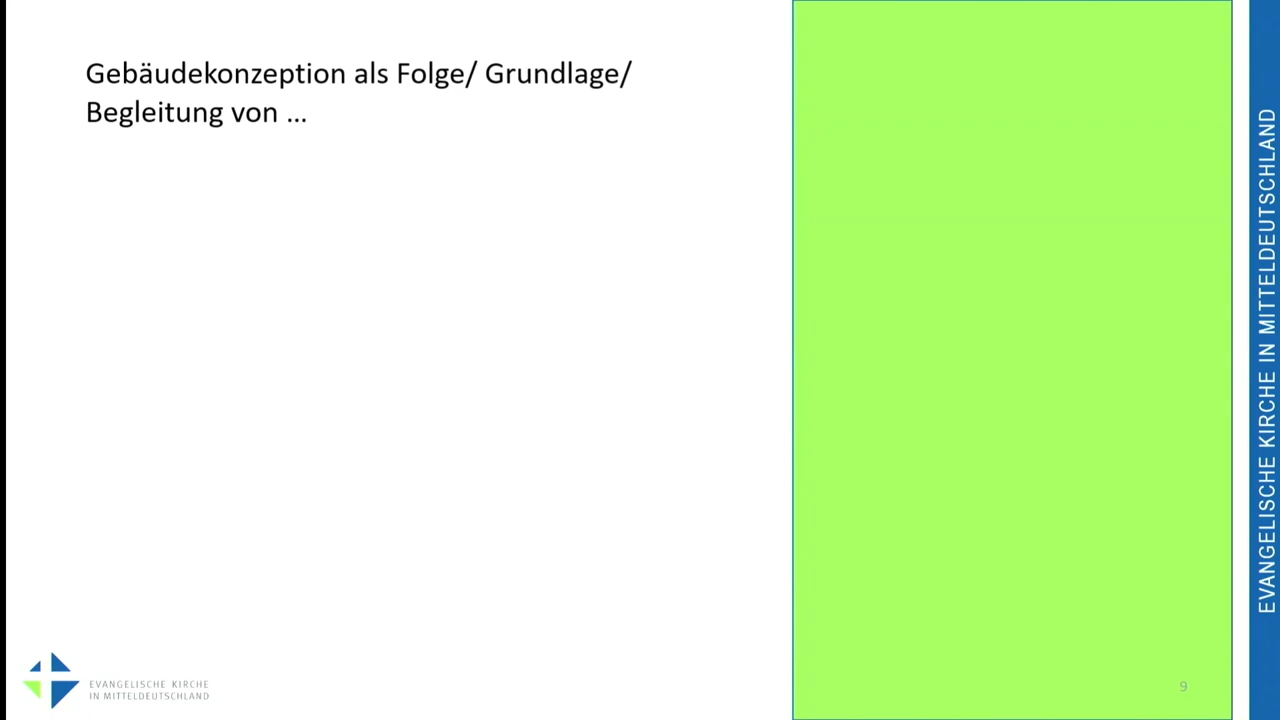 Gebäudekonzeption als Folge/ Grundlage/
Begleitung von ...
EVANGELISCHE KIRCHE IN MITTELDEUTSCHLAND
EVANGELISCHE KIRCHE
IN MITTELDEUTSCHLAND
9